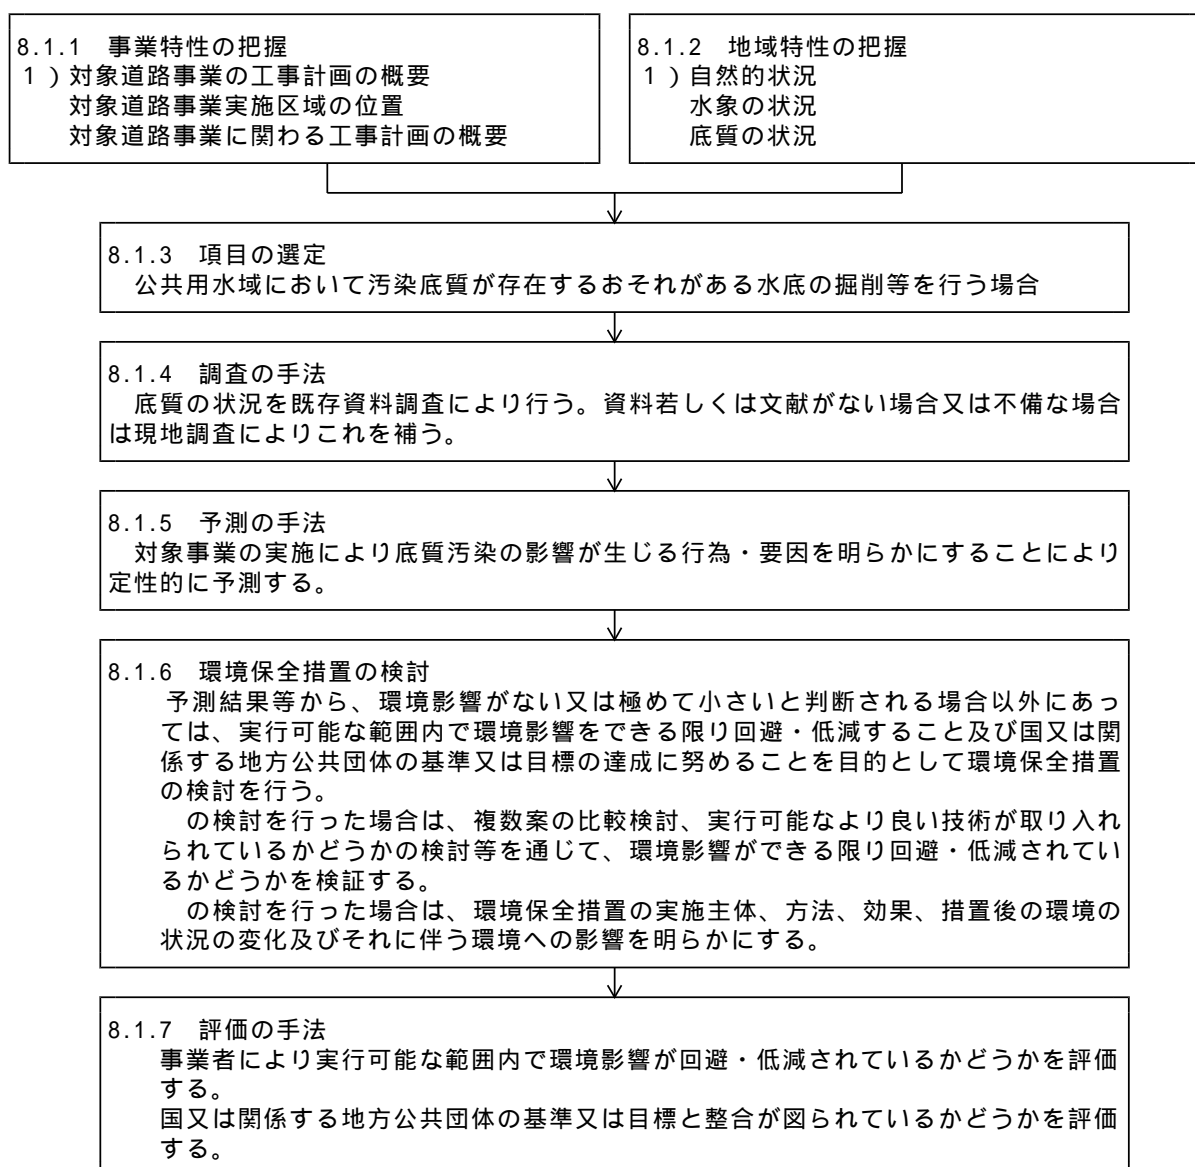 8.1.1　事業特性の把握
１）対象道路事業の工事計画の概要
対象道路事業実施区域の位置
対象道路事業に関わる工事計画の概要
8.1.2　地域特性の把握
１）自然的状況
水象の状況
底質の状況
8.1.3　項目の選定
公共用水域において汚染底質が存在するおそれがある水底の掘削等を行う場合
8.1.4　調査の手法
底質の状況を既存資料調査により行う。資料若しくは文献がない場合又は不備な場合
は現地調査によりこれを補う。
8.1.5　予測の手法
対象事業の実施により底質汚染の影響が生じる行為・要因を明らかにすることにより
定性的に予測する。
8.1.6　環境保全措置の検討
予測結果等から、環境影響がない又は極めて小さいと判断される場合以外にあっ
ては、実行可能な範囲内で環境影響をできる限り回避・低減すること及び国又は関
係する地方公共団体の基準又は目標の達成に努めることを目的として環境保全措置
の検討を行う。
の検討を行った場合は、複数案の比較検討、実行可能なより良い技術が取り入れ
られているかどうかの検討等を通じて、環境影響ができる限り回避・低減されてい
るかどうかを検証する。
の検討を行った場合は、環境保全措置の実施主体、方法、効果、措置後の環境の
状況の変化及びそれに伴う環境への影響を明らかにする。
8.1.7　評価の手法
事業者により実行可能な範囲内で環境影響が回避・低減されているかどうかを評価
する。
国又は関係する地方公共団体の基準又は目標と整合が図られているかどうかを評価
する。